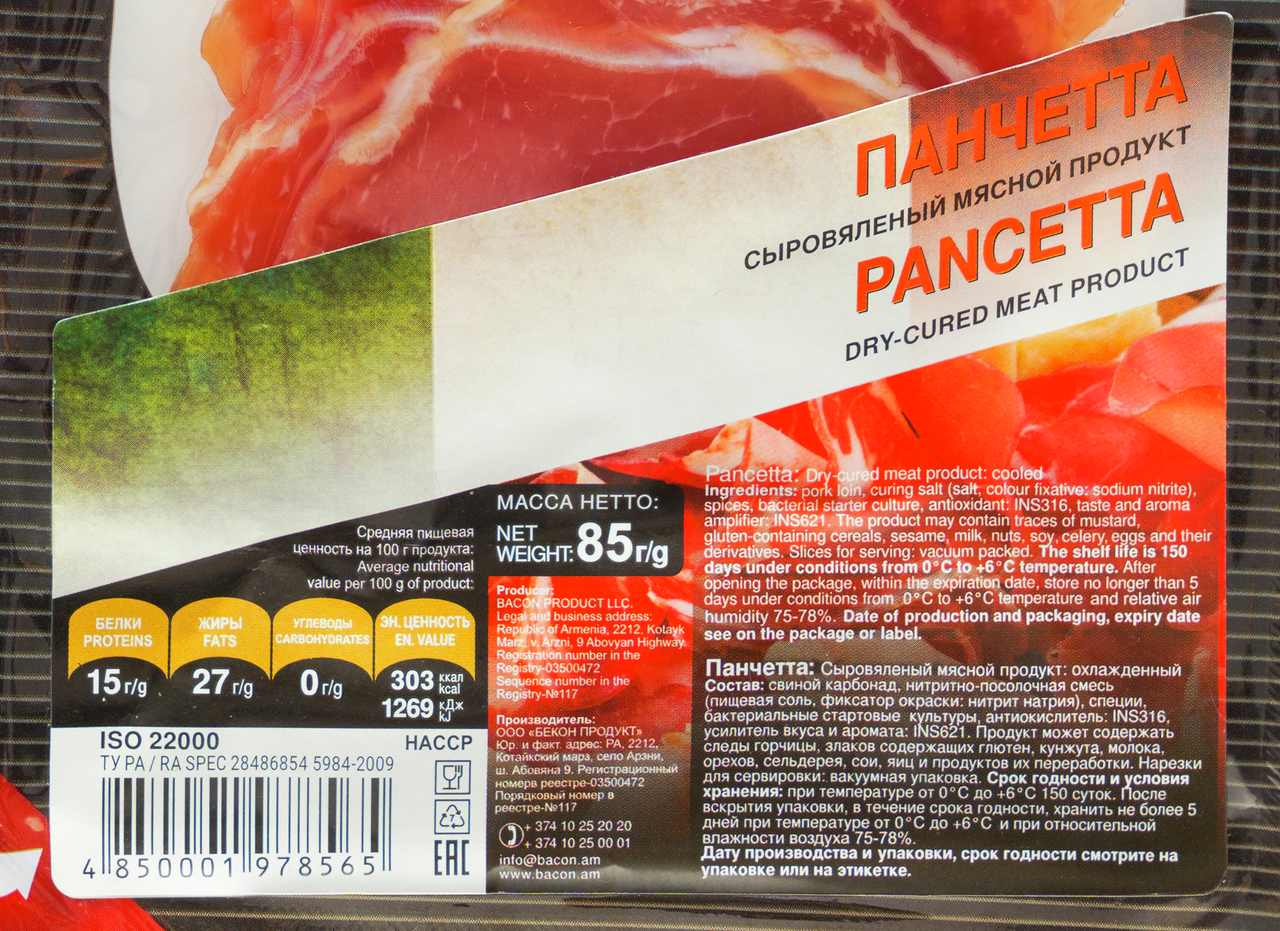 ПАНЧЕТТА
СЫРОВЯЛЕНЫЙ МЯСНОЙ ПРОДУКТ
PANCETTA
DRY-CURED MEAT PRODUCT
Средняя пищевая
ценность на 100 г продукта:
Average nutritional
value per 100 g of product:
БЕЛКИ
PROTEINS
15 г/g
ЖИРЫ
FATS
27 г/g
УГЛЕВОДЫ
CARBOHYDRATES
0 г/g
ЭН. ЦЕННОСТЬ
EN. VALUE
303 ккал kcal
1269 кДж kJ
ISO 22000
HACCP
ТУ РА / RA SPEC 28486854 5984-2009
4 850001 978565
7
EAC
МАССА НЕТТО:
NET
WEIGHT: 85 г/g
Producer:
BACON PRODUCT LLC.
Legal and business address:
Republic of Armenia, 2212, Kotayk
Marz, v. Arzni, 9 Abovyan Highway.
Registration number in the
Registry-03500472
Sequence number in the
Registry-№117
Производитель:
ООО «БЕКОН ПРОДУКТ»
Юр. и факт. адрес: РА, 2212,
Котайкский марз, село Арзни,
ш. Абовяна 9. Регистрационный
номерв реестре-03500472
Порядковый номер в
реестре-№117
+ 374 10 25 20 20
+ 374 10 25 00 01
info@bacon.am
www.bacon.am
Pancetta: Dry-cured meat product: cooled
Ingredients: pork loin, curing salt (salt, colour fixative: sodium nitrite),
spices, bacterial starter culture, antioxidant: INS316, taste and aroma
amplifier: INS621. The product may contain traces of mustard,
gluten-containing cereals, sesame, milk, nuts, soy, celery, eggs and their
derivatives. Slices for serving: vacuum packed. The shelf life is 150
days under conditions from 0°C to +6°C temperature. After
opening the package, within the expiration date, store no longer than 5
days under conditions from 0°C to +6°C temperature and relative air
humidity 75-78%. Date of production and packaging, expiry date
see on the package or label.
Панчетта: Сыровяленый мясной продукт: охлажденный
Состав: свиной карбонад, нитритно-посолочная смесь
(пищевая соль, фиксатор окраски: нитрит натрия), специи,
бактериальные стартовые культуры, антиокислитель: INS316,
усилитель вкуса и аромата: INS621. Продукт может содержать
следы горчицы, злаков содержащих глютен, кунжута, молока,
орехов, сельдерея, сои, яиц и продуктов их переработки. Нарезки
для сервировки: вакуумная упаковка. Срок годности и условия
хранения: при температуре от 0°С до +6°С 150 суток. После
вскрытия упаковки, в течение срока годности, хранить не более 5
дней при температуре от 0°С до +6°С и при относительной
влажности воздуха 75-78%.
Дату производства и упаковки, срок годности смотрите на
упаковке или на этикетке.